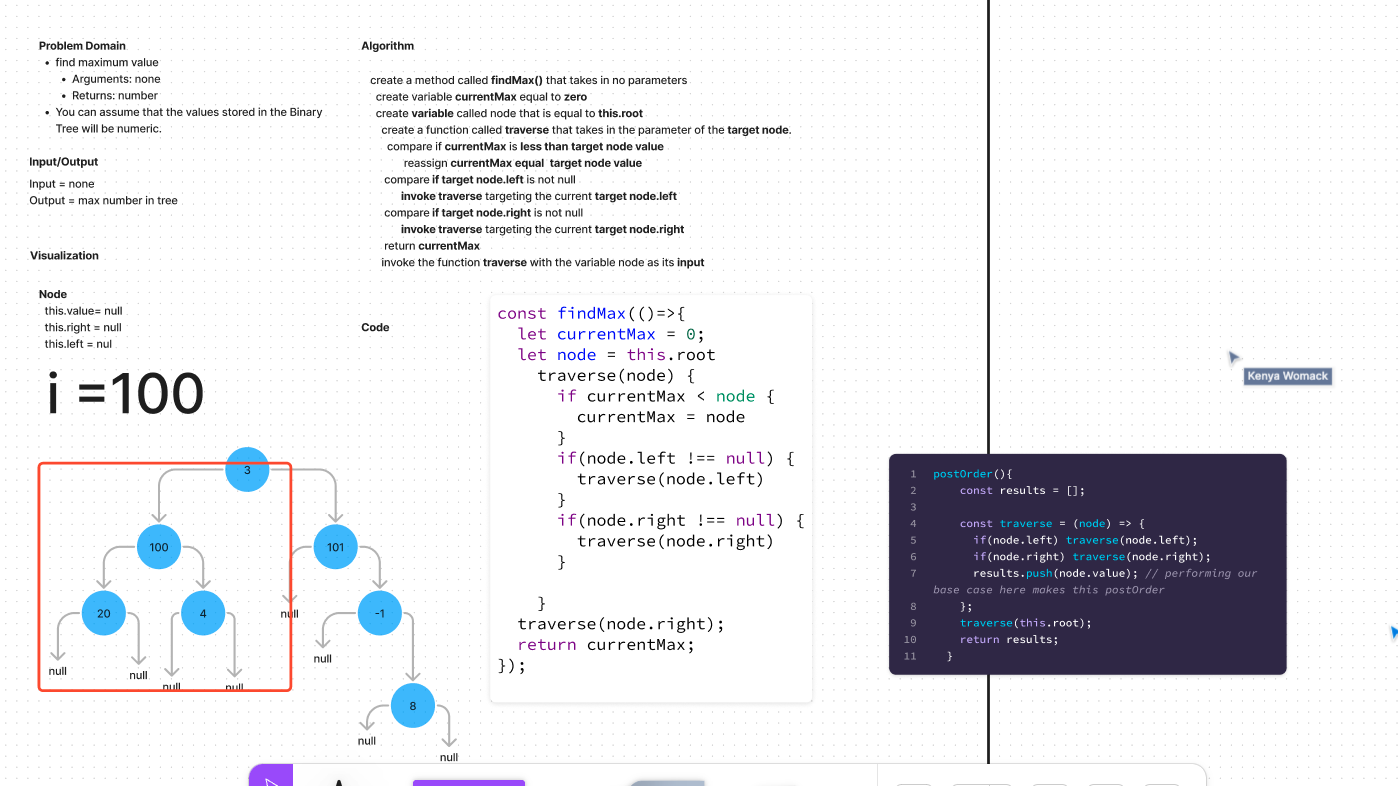 Problem Domain
• find maximum value
• Arguments: none
• Returns: number
• You can assume that the values stored in the Binary
Tree will be numeric.
Input/Output
Input = none
Output = max number in tree
Visualization
Node
this.value= null
this.right = null
this.left = nul
i =100
3
100
101
20
4
null
-1
null
null
null
null
null
8
null
null
Algorithm
create a method called findMax() that takes in no parameters
create variable currentMax equal to zero
create variable called node that is equal to this.root
create a function called traverse that takes in the parameter of the target node.
compare if currentMax is less than target node value
reassign currentMax equal  target node value
compare if target node.left is not null
invoke traverse targeting the current target node.left
compare if target node.right is not null
invoke traverse targeting the current target node.right
return currentMax
invoke the function traverse with the variable node as its input
Code
const findMax(()=>{
let currentMax = 0;
let node = this.root
traverse(node) {
if currentMax < node {
currentMax = node
}
if(node.left !== null) {
traverse(node.left)
}
if(node.right !== null) {
traverse(node.right)
}
}
traverse(node.right);
return currentMax;
});
Kenya Womack
1 postOrder(){
2 const results = [];
3
4 const traverse = (node) => {
5 if(node.left) traverse(node.left);
6 if(node.right) traverse(node.right);
7 results.push(node.value); // performing our
base case here makes this postOrder
8 };
9 traverse(this.root);
10 return results;
11 }